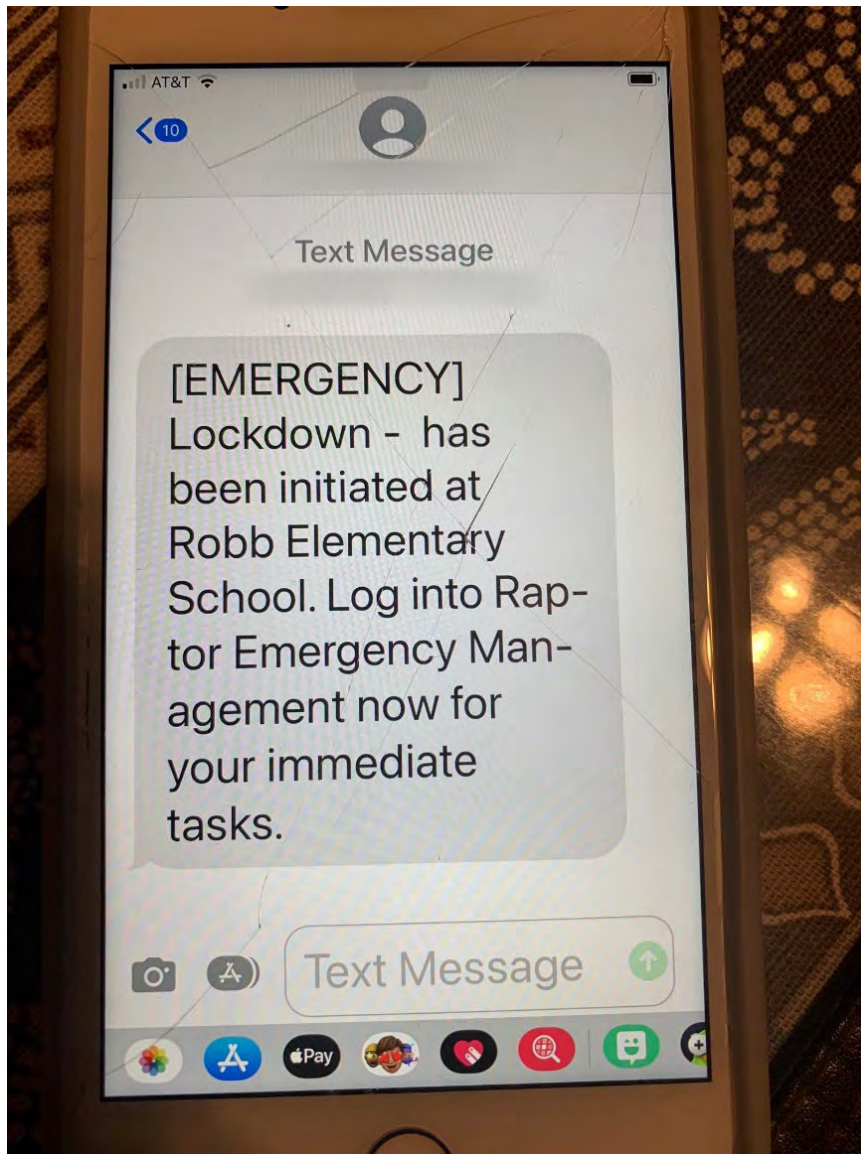 AT&T
10
Text Message
[EMERGENCY]
Lockdown - has
been initiated at
Robb Elementary
School. Log into Rap-
tor Emergency Man-
agement now for
your immediate
tasks.
Text Message
Pay